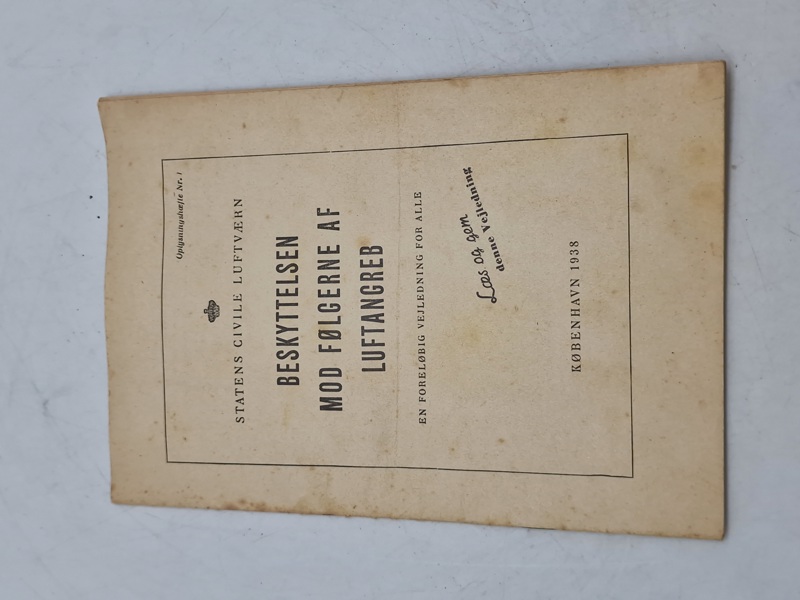 Oplysningshæfte Nr. 1
STATENS CIVILE LUFTVÆRN
BESKYTTELSEN
MOD FØLGERNE AF
LUFTANGREB
EN FORELØBIG VEJLEDNING FOR ALLE
Læs og gem
denne Vejledning
KØBENHAVN 1938